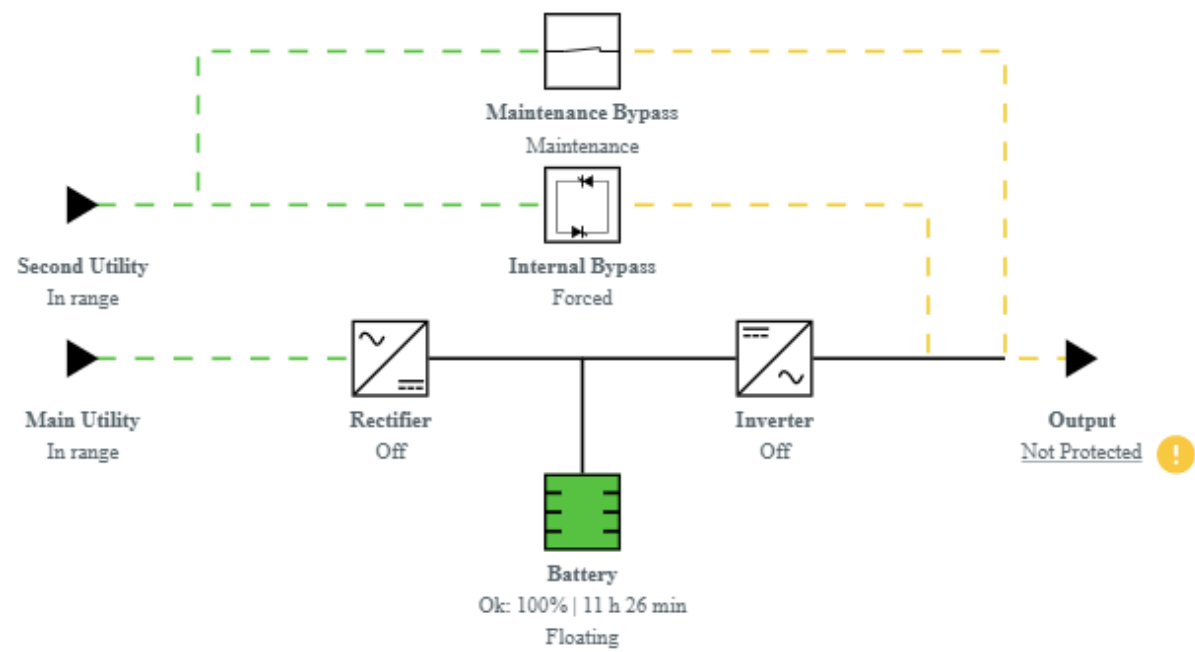 Maintenance Bypass
Maintenance
Second Utility
In range
Internal Bypass
Forced
Main Utility
In range
Rectifier
Off
Inverter
Off
Output
Not Protected
!
Battery
Ok: 100% | 11 h 26 min
Floating